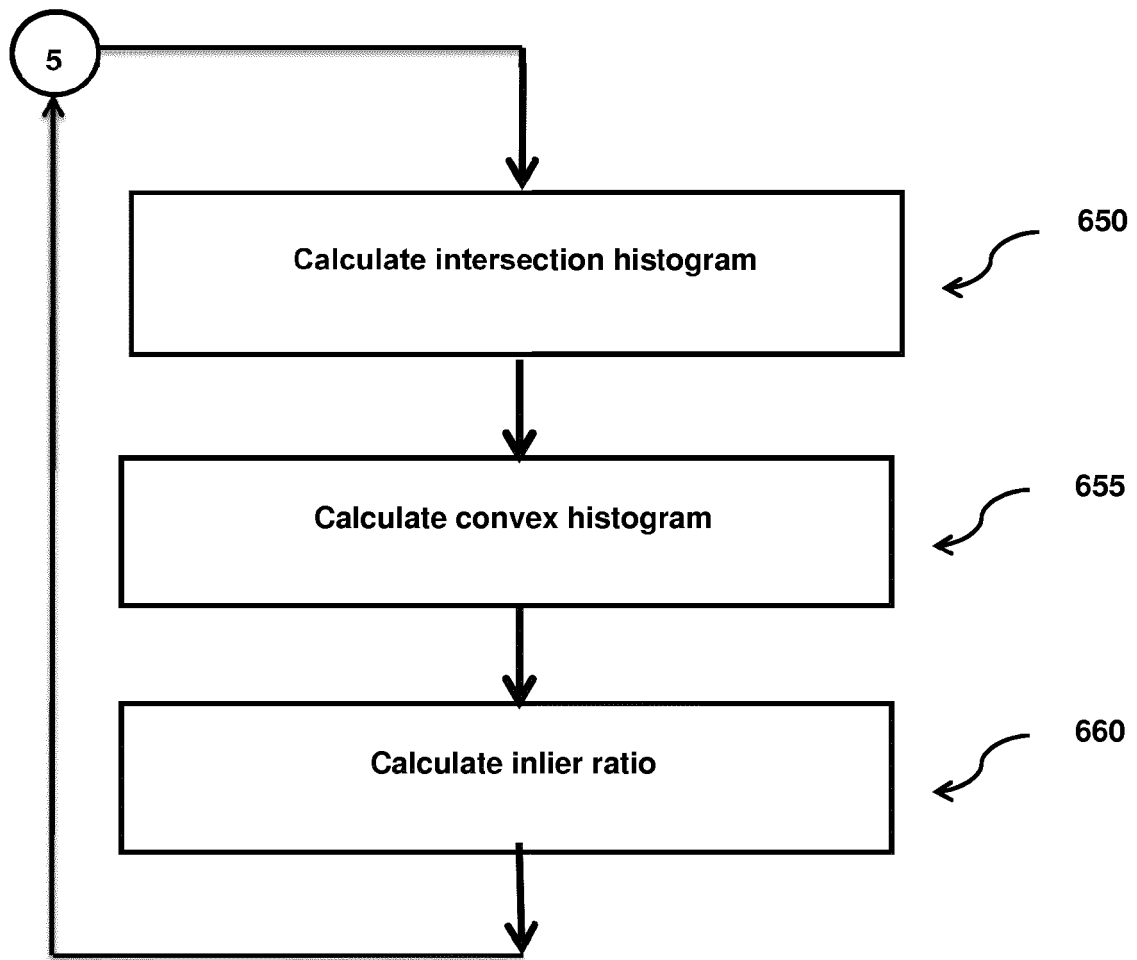 5
Calculate intersection histogram
650
Calculate convex histogram
655
Calculate inlier ratio
660